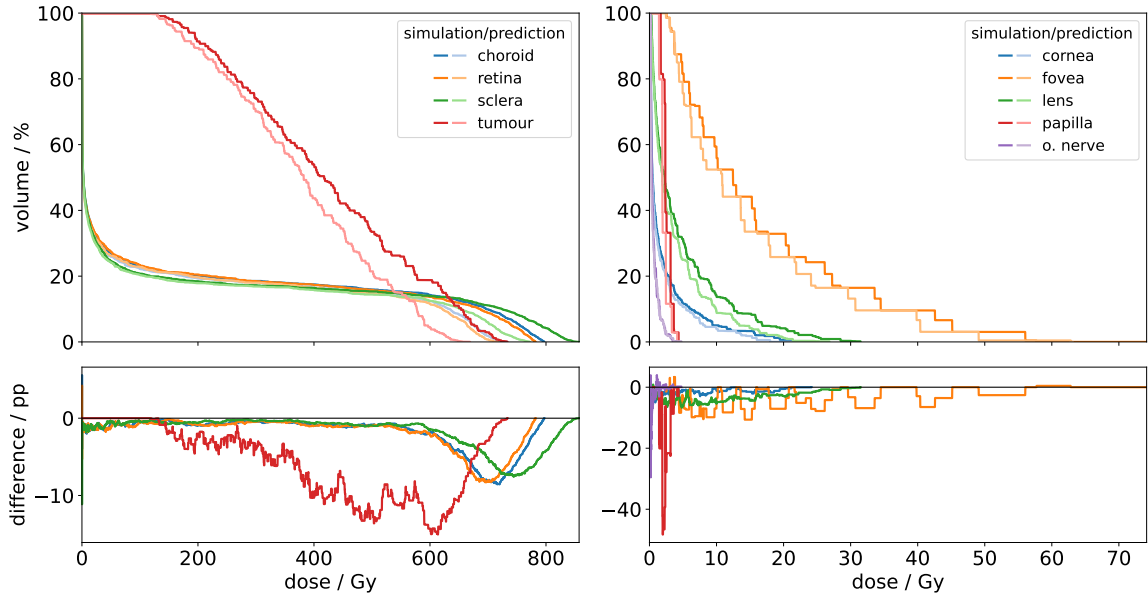 100
80
60
40
20
0
volume / %
simulation/prediction
choroid
retina
sclera
tumour
0
−10
difference / pp
0
200
400
600
800
dose / Gy
100
80
60
40
20
0
simulation/prediction
cornea
fovea
lens
papilla
o. nerve
0
−20
−40
0
10
20
30
40
50
60
70
dose / Gy